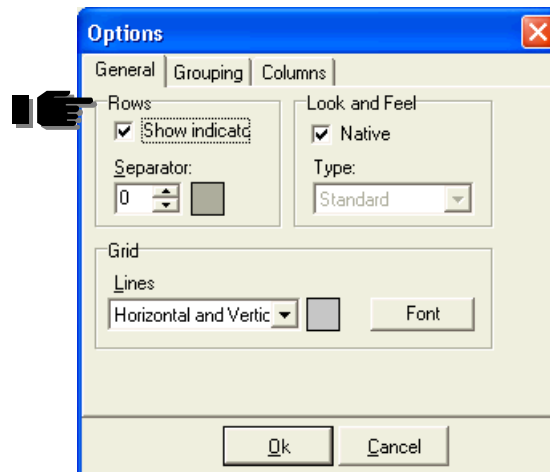 Options
General Grouping Columns
Rows
Show indicatc
Separator:
0
Look and Feel
Native
Type:
Standard
Grid
Lines
Horizontal and Vertic
Font
Ok Cancel